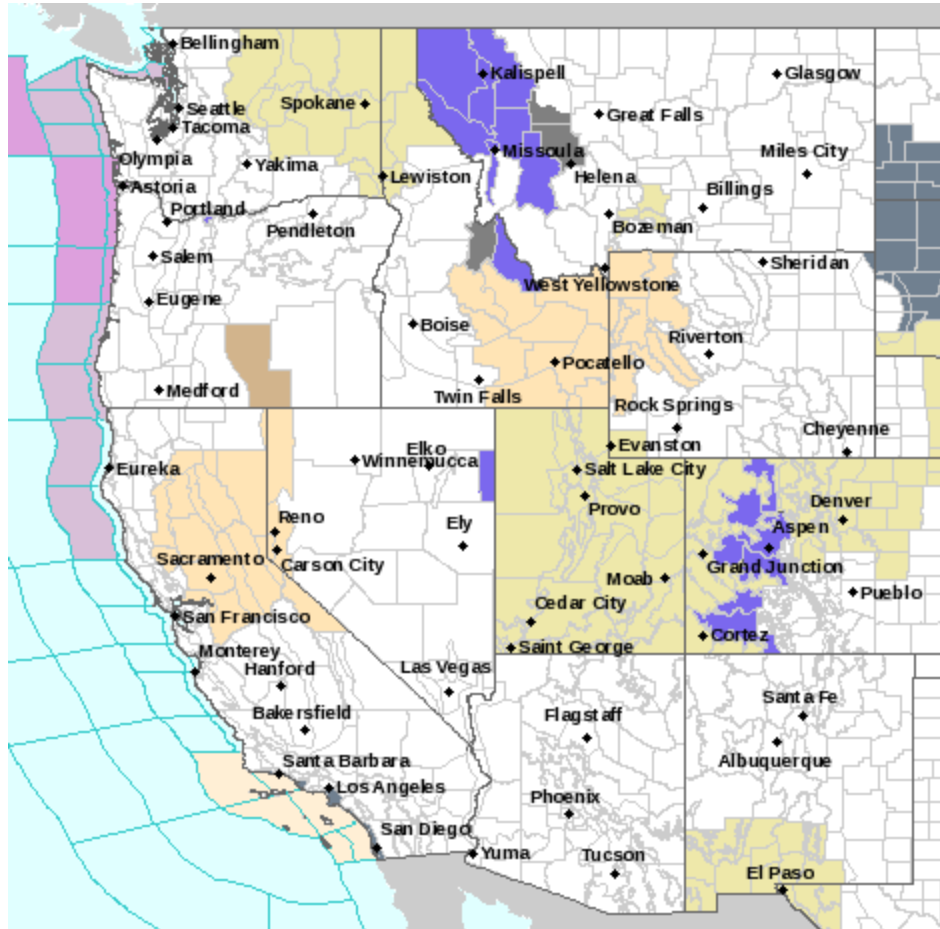 Bellingham
Kalispell
Glasgow
Spokane
Seattle
Great Falls
Tacoma
Olympia
Yakima
Missoula
Miles City
Helena
Lewiston
Astoria
Billings
Portland
Pendleton
Bozeman
Salem
Sheridan
West Yellowstone
Eugene
Boise
Riverton
Pocatello
Medford
Twin Falls
Rock Springs
Cheyenne
Elko
Evanston
Winnemucca
Eureka
Salt Lake City
Denver
Provo
Reno
Ely
Aspen
Sacramento
Carson City
Grand Junction
Moab
Pueblo
Cedar City
San Francisco
Cortez
Saint George
Monterey
Hanford
Las Vegas
Santa Fe
Bakersfield
Flagstaff
Santa Barbara
Albuquerque
Los Angeles
Phoenix
San Diego
Yuma
Tucson
El Paso